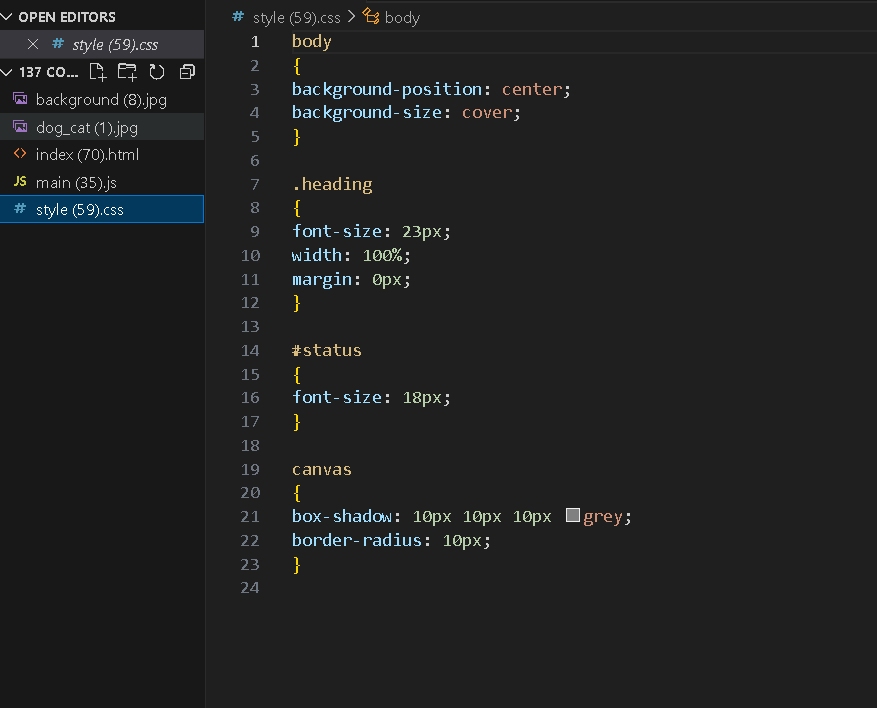 OPEN EDITORS
style (59).css
137 CO...
background (8).jpg
dog_cat (1).jpg
index (70).html
JS main (35).js
# style (59).css
# style (59).css > body
1 body
2 {
3 background-position: center;
4 background-size: cover;
5 }
6
7 .heading
8 {
9 font-size: 23px;
10 width: 100%;
11 margin: 0px;
12 }
13
14 #status
15 {
16 font-size: 18px;
17 }
18
19 canvas
20 {
21 box-shadow: 10px 10px 10px grey;
22 border-radius: 10px;
23 }
24